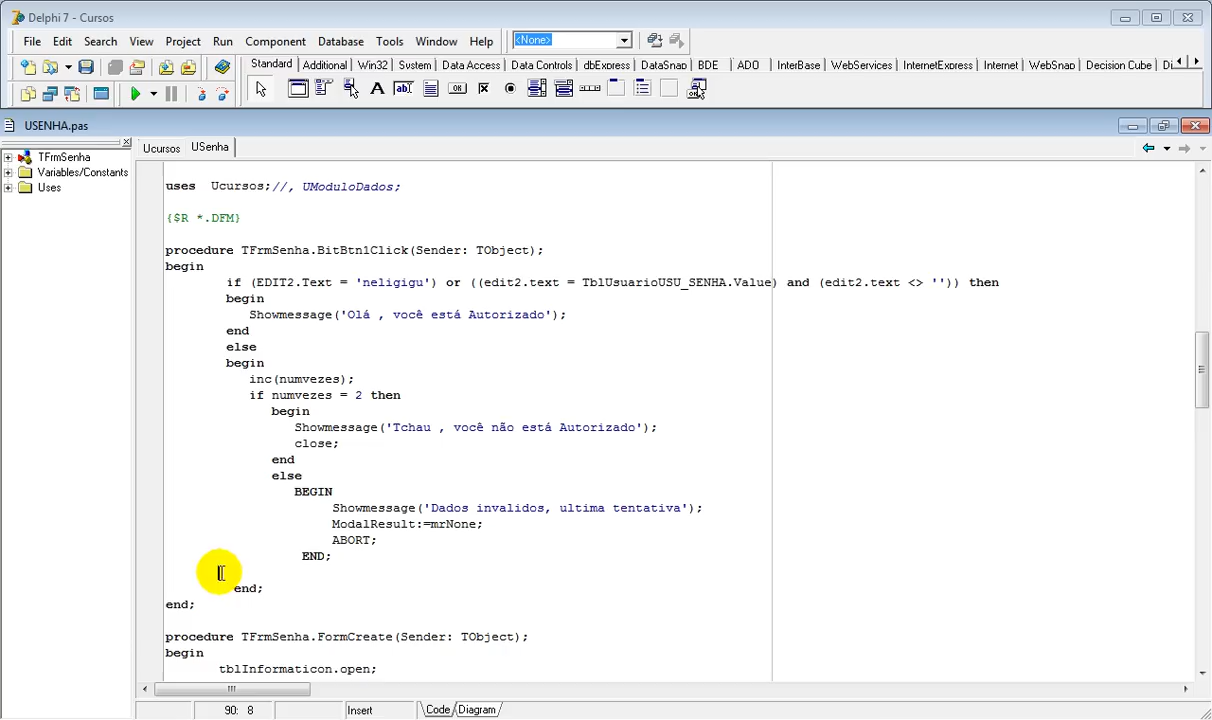 Delphi 7 - Cursos
File Edit Search View Project Run Component Database Tools Window Help <None>
Standard Additional Win32 System Data Access Data Controls dbExpress DataSnap BDE ADO InterBase WebServices InternetExpress Internet WebSnap Decision Cube Di
USENHA.pas
TFrmSenha
Variables/Constants
Uses
Ucursos USenha
uses Ucursos;//, UModuloDados;
{$R *.DFM}
procedure TFrmSenha.BitBtn1Click(Sender: TObject);
begin
if (EDIT2.Text = 'neligigu') or ((edit2.text = TblUsuarioUSU_SENHA.Value) and (edit2.text <> '')) then
begin
Showmessage('Olá , você está Autorizado');
end
else
begin
inc(numvezes);
if numvezes = 2 then
begin
Showmessage('Tchau , você não está Autorizado');
close;
end
else
BEGIN
Showmessage('Dados invalidos, ultima tentativa');
ModalResult:=mrNone;
ABORT;
END;
end;
end;
procedure TFrmSenha.FormCreate(Sender: TObject);
begin
tblInformaticon.open;
90: 8 Insert Code Diagram